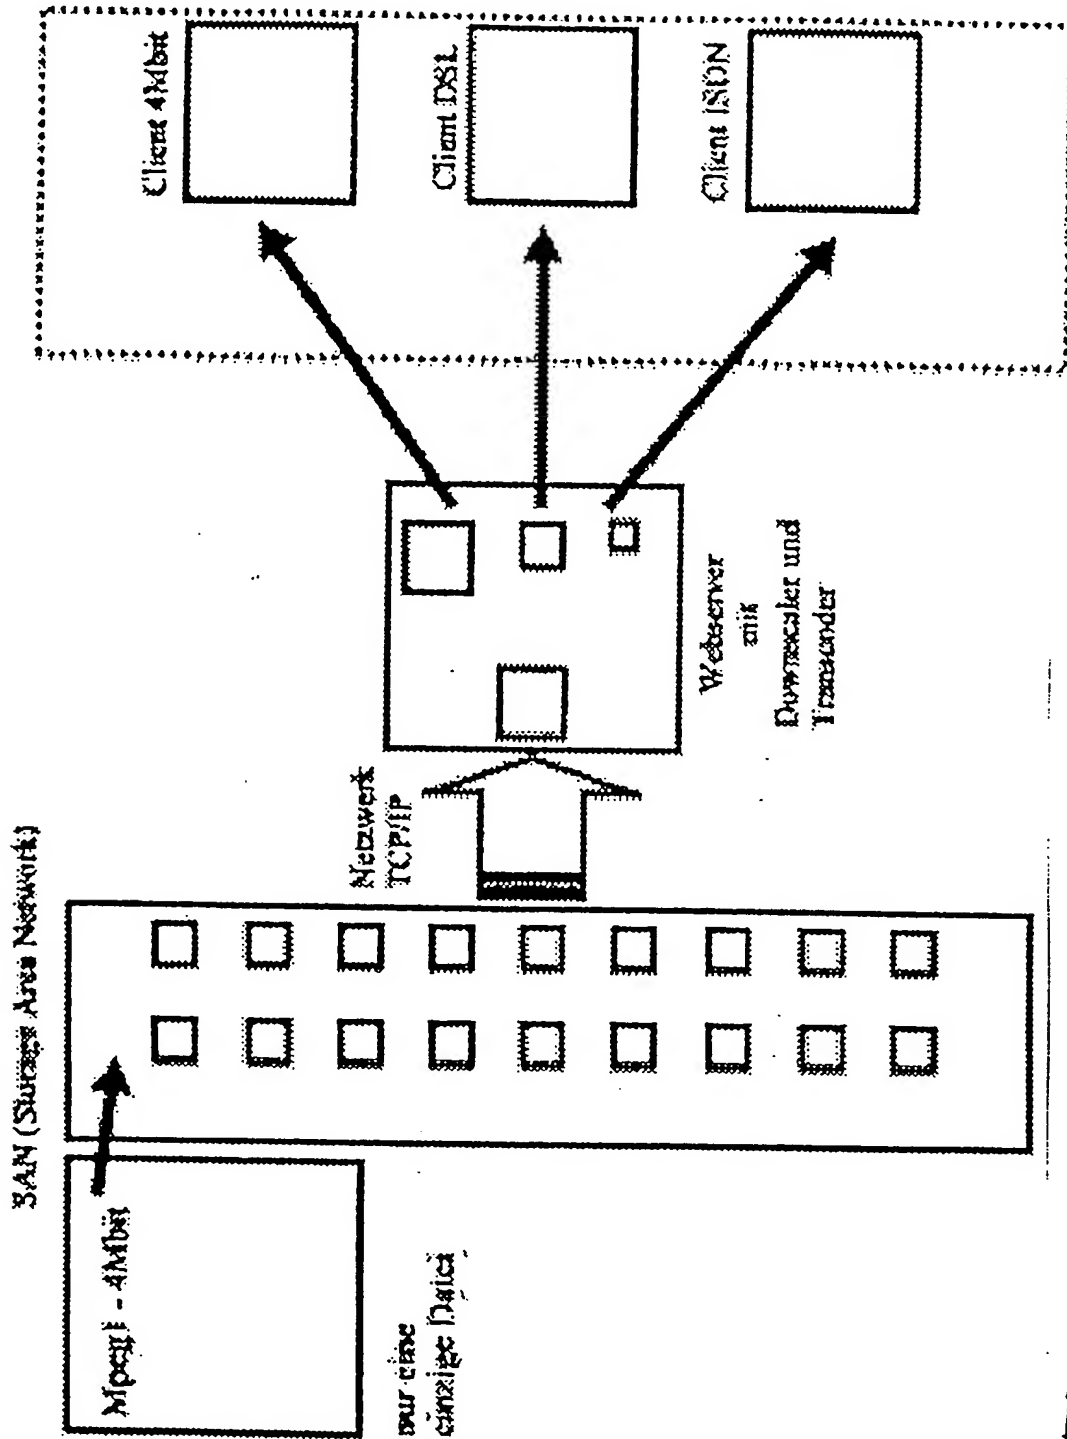 SAN (Storage Area Network)
Mpeg1 - 4Mbit
nur eine
einzige Datei
Netzwerk
TCP/IP
Webserver
mit
Downscaler und
Transcoder
Client 4Mbit
Client DSL
Client ISDN